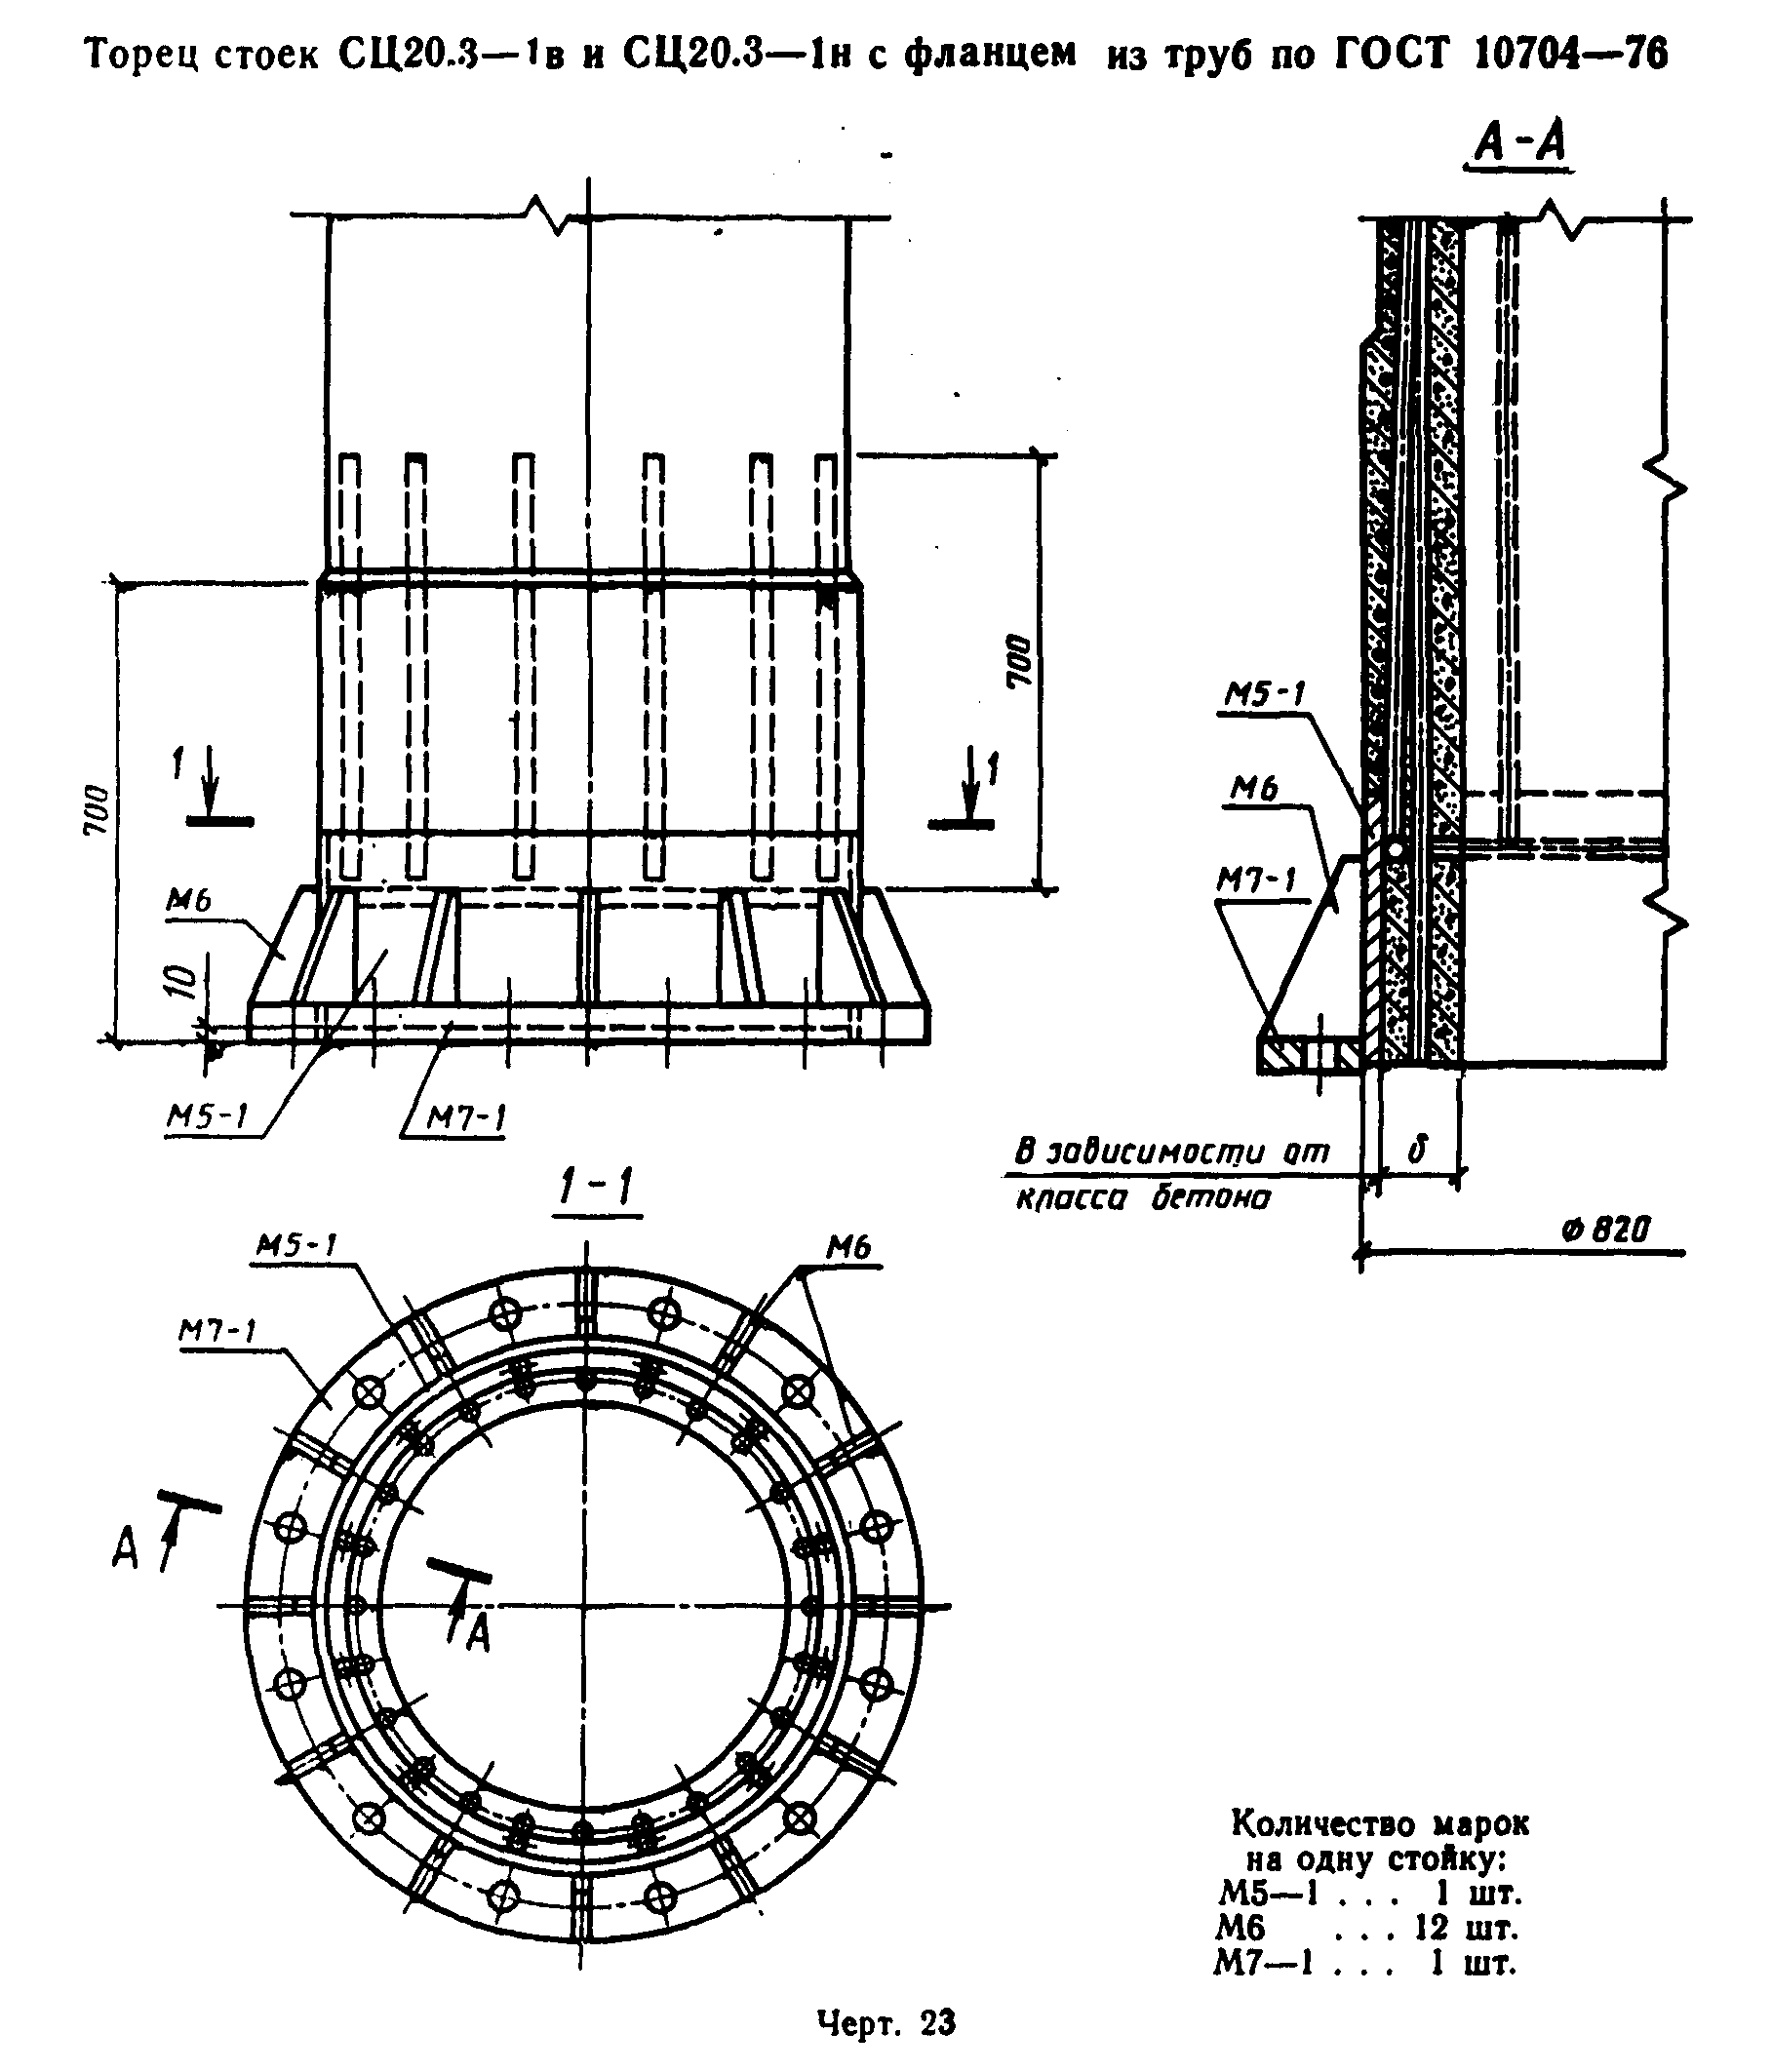 Торец стоек СЦ20.3—1в и СЦ20.3—1н с фланцем из труб по ГОСТ 10704—76
А-А
700
700
1
1
М5-1
М6
М7-1
М6
10
М5-1
М7-1
В зависимости от
класса бетона
δ
⌀820
1-1
М5-1
М6
М7-1
А
А
Количество марок
на одну стойку:
М5—1 . . . 1 шт.
М6 . . . 12 шт.
М7—1 . . . 1 шт.
Черт. 23